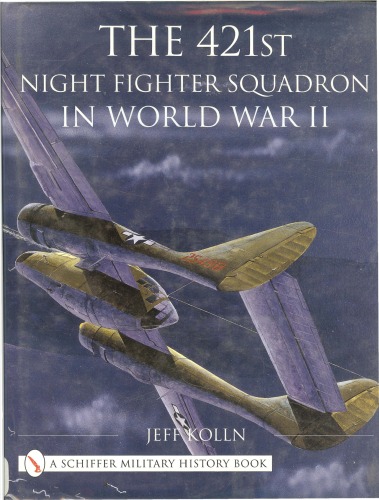 THE 421ST
NIGHT FIGHTER SQUADRON
IN WORLD WAR II
JEFF KOLLN
A SCHIFFER MILITARY HISTORY BOOK